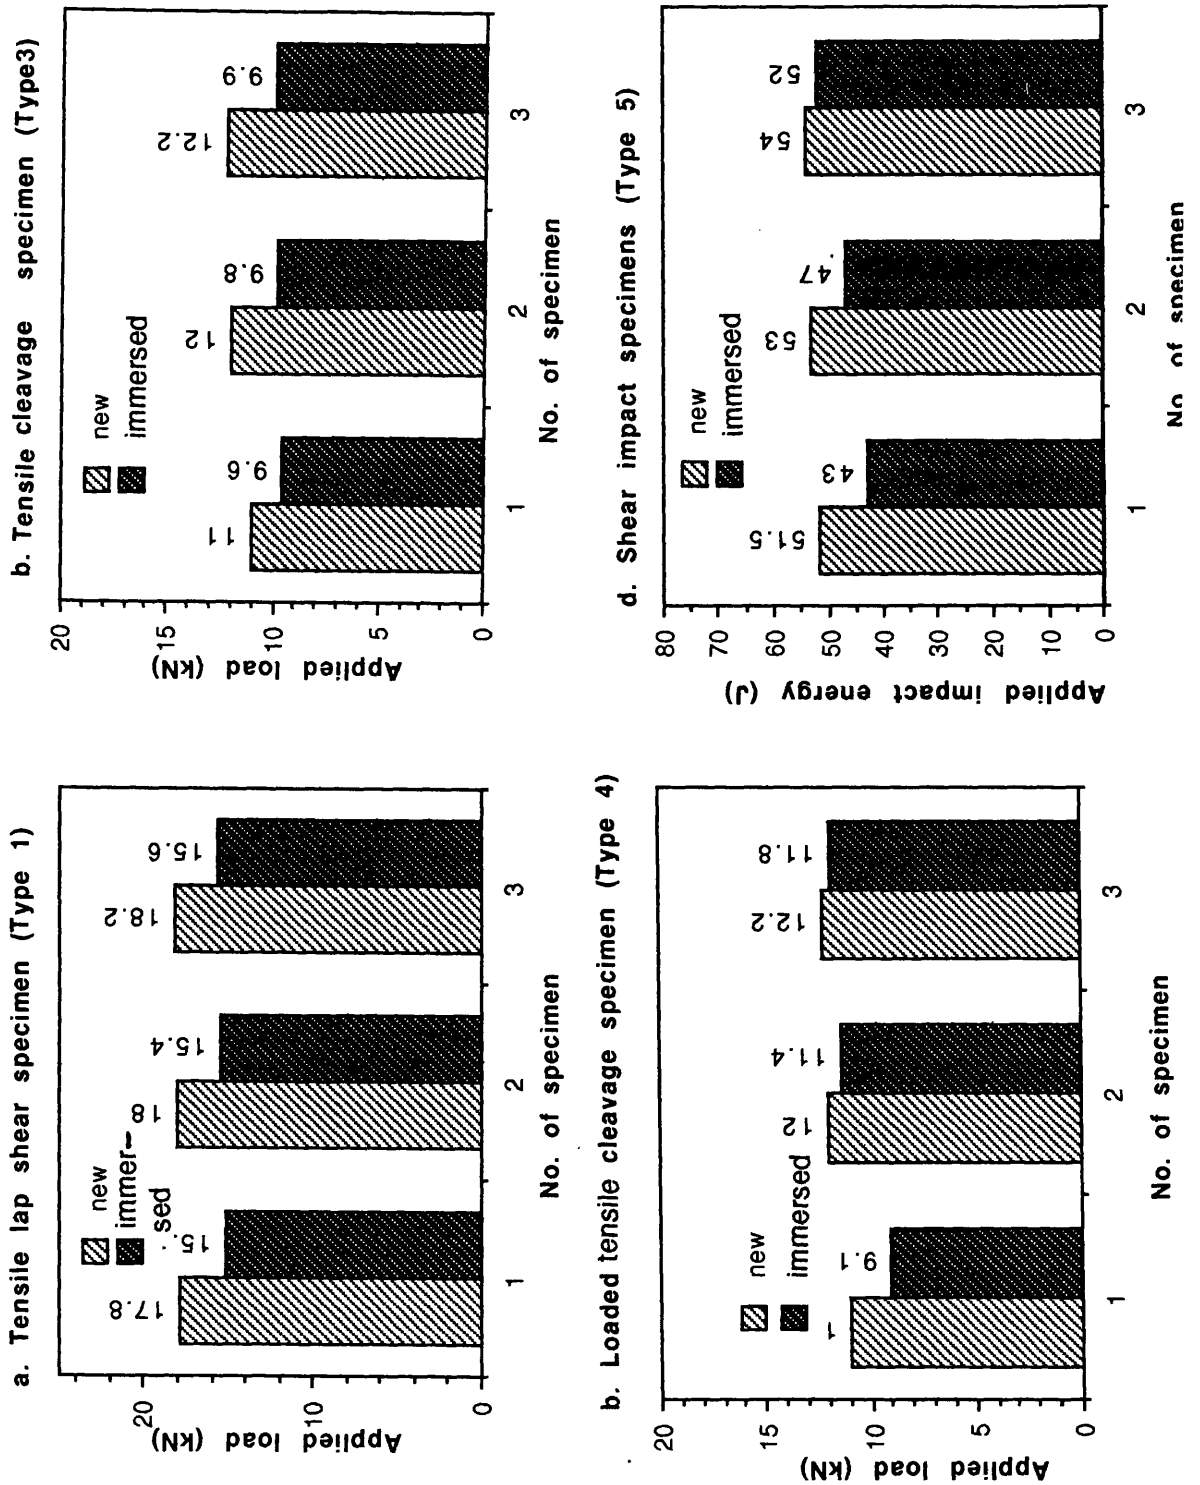 a. Tensile lap shear specimen (Type 1)
Applied load (kN)
20
10
0
new
immer-
sed
17.8
15.
18
15.4
18.2
15.6
1
2
3
No. of specimen
b. Tensile cleavage specimen (Type3)
Applied load (kN)
20
15
10
5
0
new
immersed
11
9.6
12
9.8
12.2
9.9
1
2
3
No. of specimen
b. Loaded tensile cleavage specimen (Type 4)
Applied load (kN)
20
15
10
5
0
new
immersed
1
9.1
12
11.4
12.2
11.8
1
2
3
No. of specimen
d. Shear impact specimens (Type 5)
Applied impact energy (J)
80
70
60
50
40
30
20
10
0
new
immersed
51.5
43
53
47
54
52
1
2
3
No. of specimen